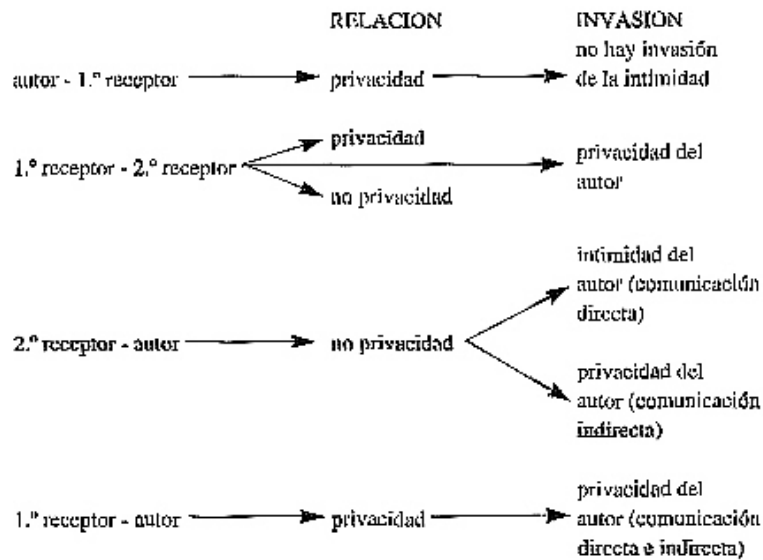 RELACION INVASION
no hay invasión
autor - 1.º receptor privacidad de la intimidad
privacidad
1.º receptor - 2.º receptor privacidad del
autor
no privacidad
intimidad del
autor (comunicación
directa)
2.º receptor - autor no privacidad
privacidad del
autor (comunicación
indirecta)
privacidad del
1.º receptor - autor privacidad autor (comunicación
directa e indirecta)